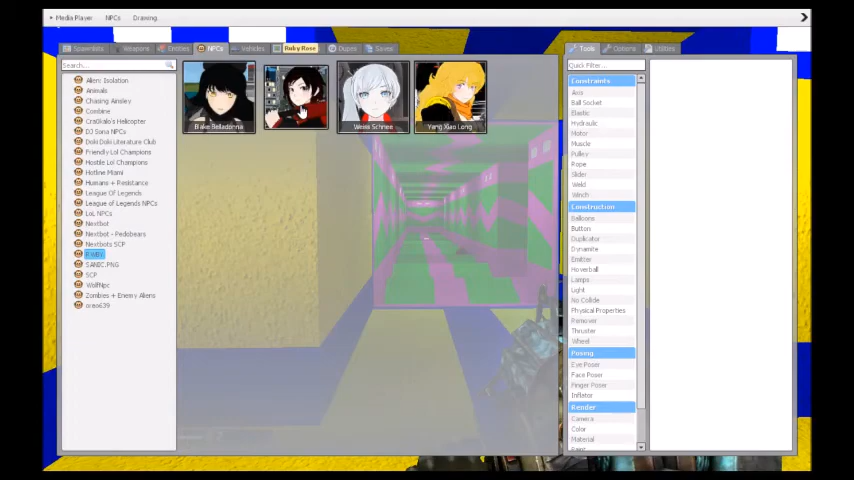 Media Player NPCs Drawing
Spawnlists Weapons Entities NPCs Vehicles Ruby Rose Dupes Saves Tools Options Utilities
Search... Quick Filter...
Alien: Isolation
Animals
Chasing Ainsley
Combine
Cra0kalo's Helicopter
DJ Sona NPCs
Doki Doki Literature Club
Friendly Lol Champions
Hostile Lol Champions
Hotline Miami
Humans + Resistance
League Of Legends
League of Legends NPCs
LoL NPCs
Nextbot
Nextbot - Pedobears
Nextbots SCP
RWBY
SANIC.PNG
SCP
WolfNpc
Zombies + Enemy Aliens
Blake Belladonna
Weiss Schnee
Yang Xiao Long
Constraints
Axis
Ball Socket
Elastic
Hydraulic
Motor
Muscle
Pulley
Rope
Slider
Weld
Winch
Construction
Balloons
Button
Duplicator
Dynamite
Emitter
Hoverball
Lamps
Light
No Collide
Physical Properties
Remover
Thruster
Wheel
Posing
Eye Poser
Face Poser
Finger Poser
Inflator
Render
Camera
Color
Material
Paint